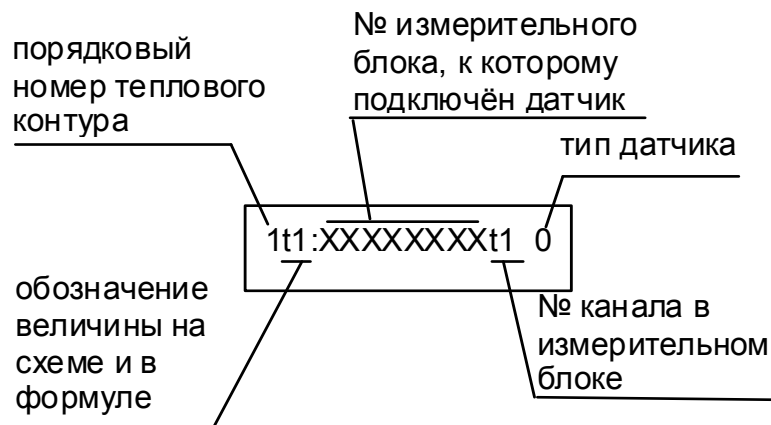 порядковый
номер теплового
контура
№ измерительного
блока, к которому
подключён датчик
тип датчика
1t1:XXXXXXXXt1 0
обозначение
величины на
схеме и в
формуле
№ канала в
измерительном
блоке